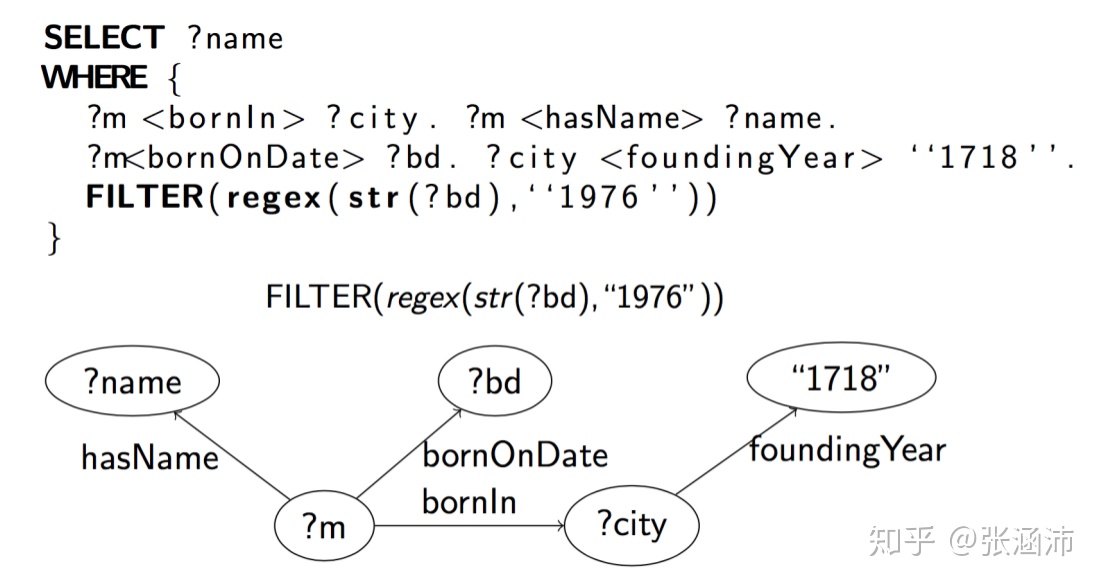 SELECT ?name
WHERE {
?m <bornIn> ?city. ?m <hasName> ?name.
?m<bornOnDate> ?bd. ?city <foundingYear> ‘‘1718’’.
FILTER(regex(str(?bd),‘‘1976’’))
}
FILTER(regex(str(?bd),“1976”))
?name
?bd
“1718”
hasName
bornOnDate
foundingYear
bornIn
?m
?city
知乎 @张涵沛